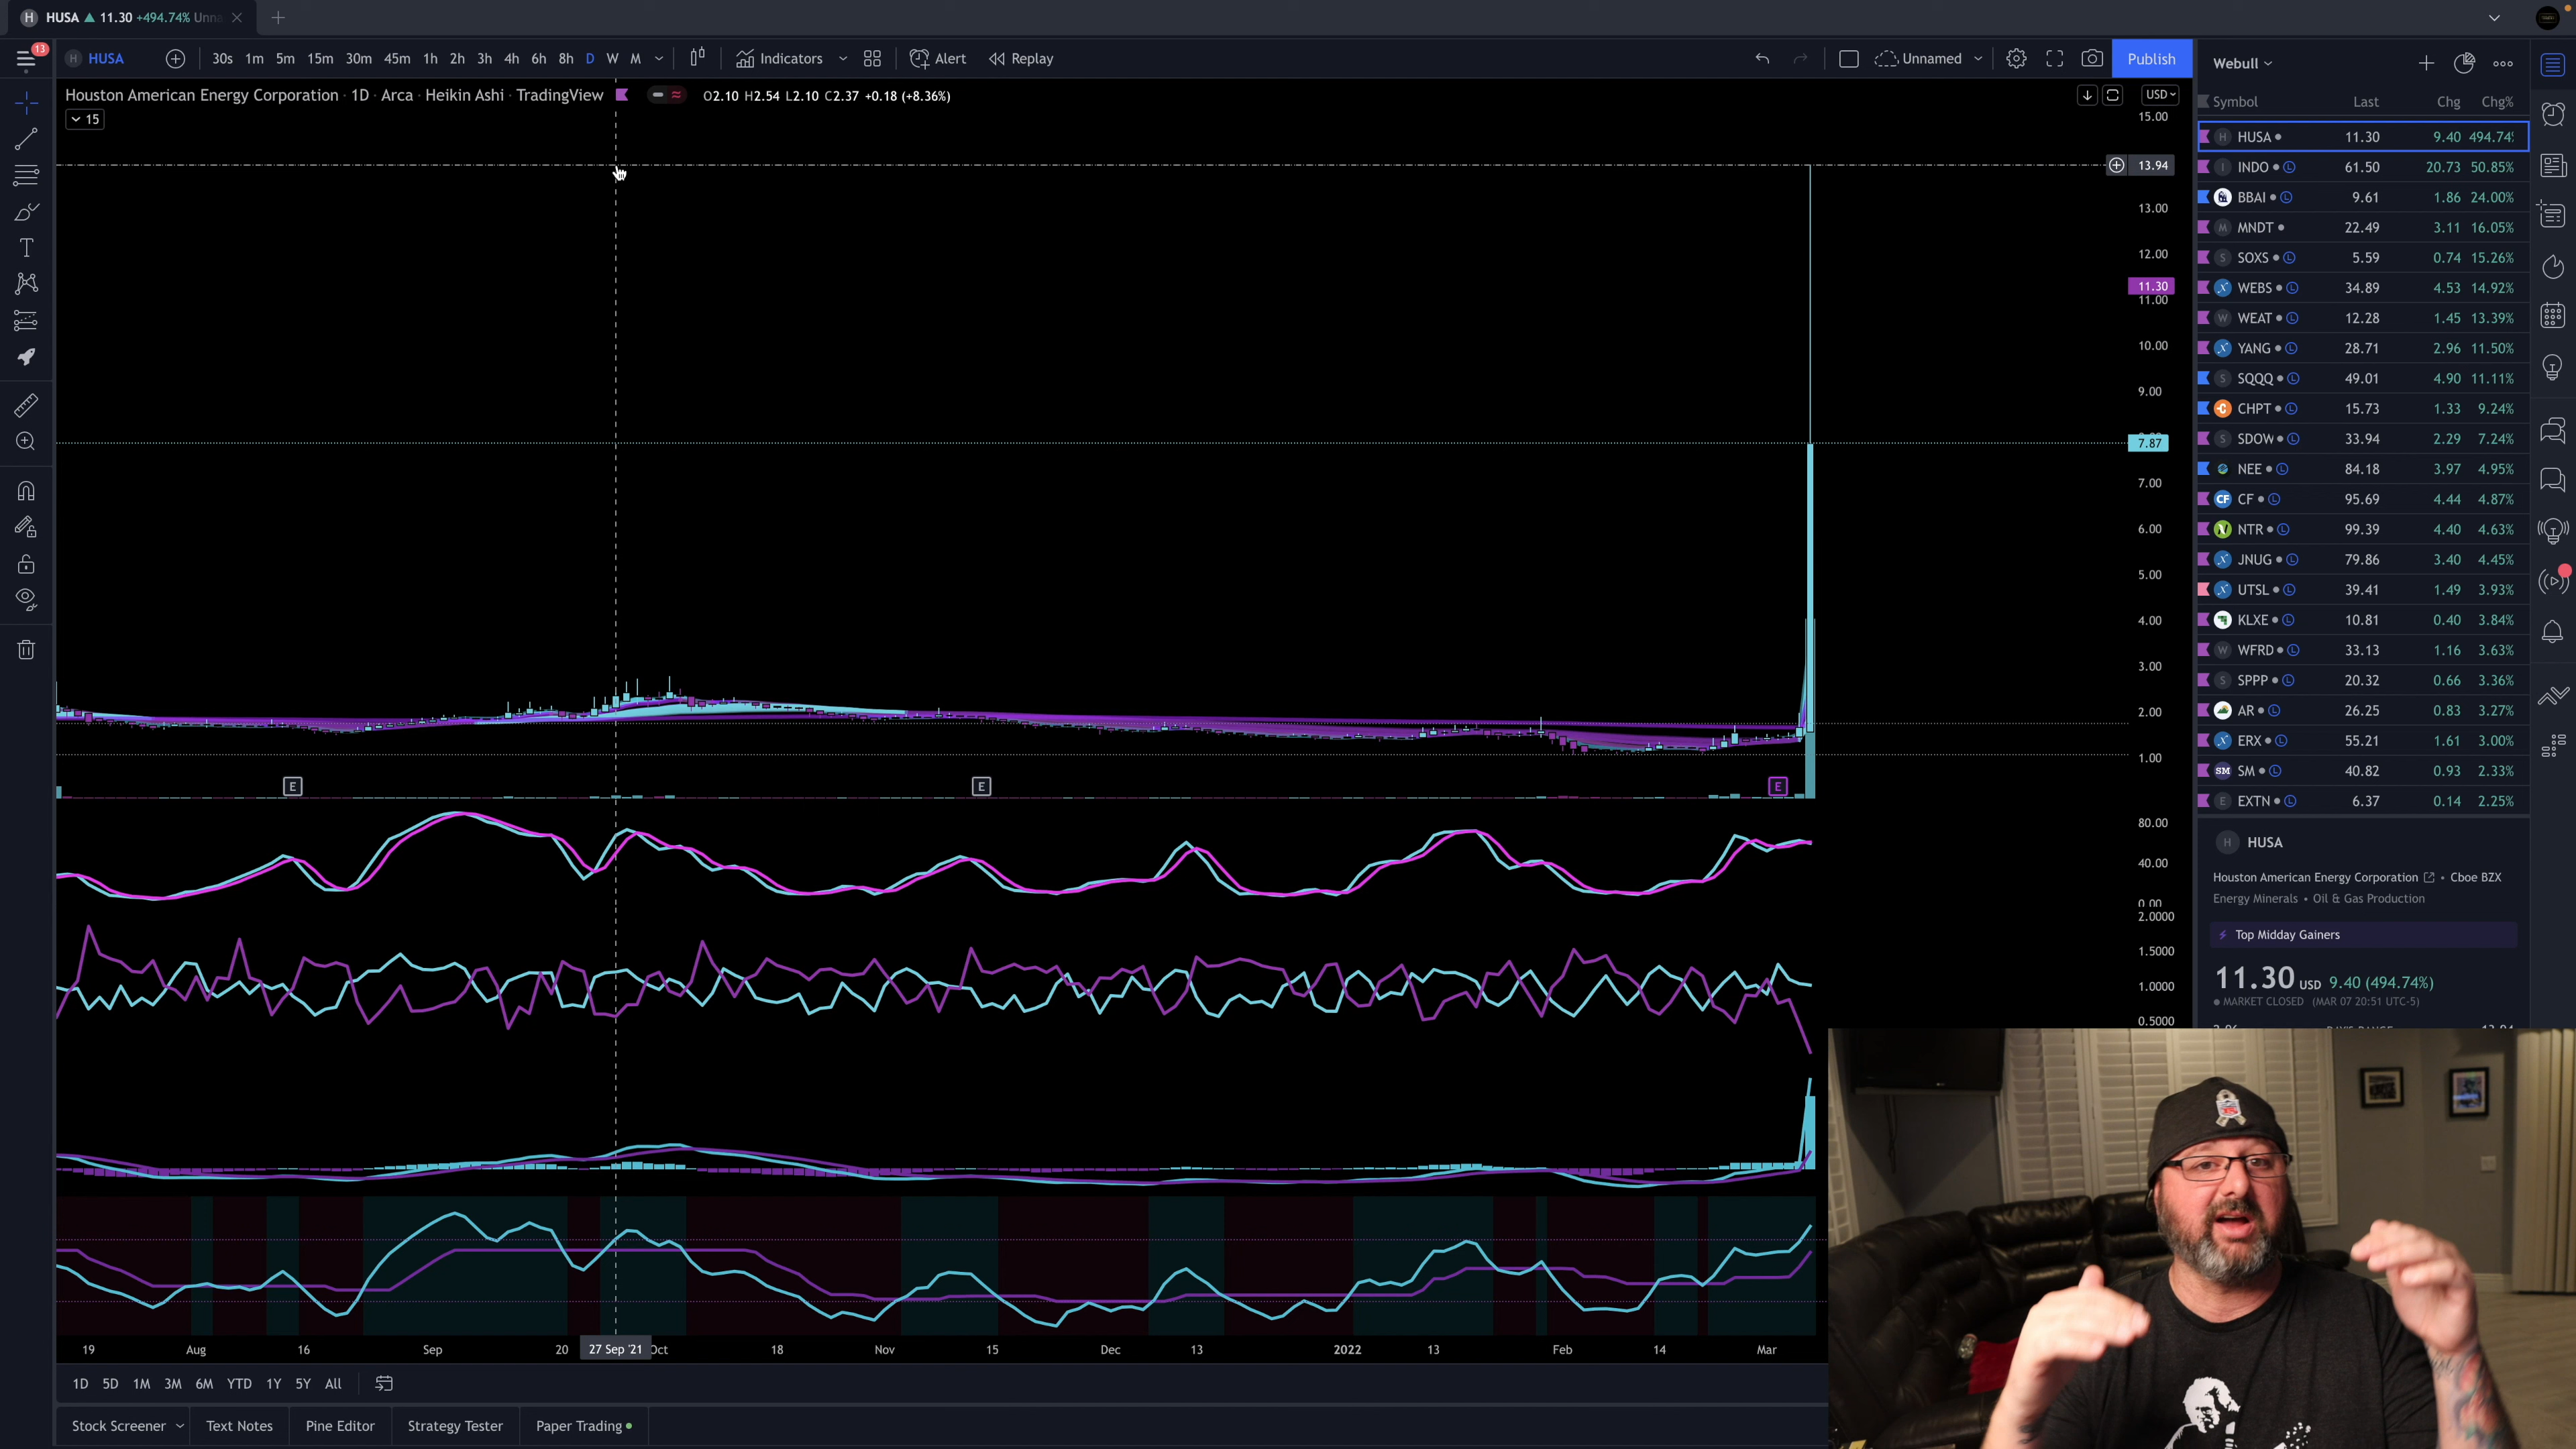 HUSA ▲ 11.30 +494.74% Unna
13
HUSA 30s 1m 5m 15m 30m 45m 1h 2h 3h 4h 6h 8h D W M Indicators Alert Replay Unnamed Publish
Houston American Energy Corporation · 1D · Arca · Heikin Ashi · TradingView O2.10 H2.54 L2.10 C2.37 +0.18 (+8.36%) USD
15
15.00
13.94
13.00
12.00
11.30
11.00
10.00
9.00
7.87
7.00
6.00
5.00
4.00
3.00
2.00
1.00
E E E
80.00
40.00
0.00
2.0000
1.5000
1.0000
0.5000
19 Aug 16 Sep 20 27 Sep '21 Oct 18 Nov 15 Dec 13 2022 13 Feb 14 Mar
1D 5D 1M 3M 6M YTD 1Y 5Y All
Stock Screener Text Notes Pine Editor Strategy Tester Paper Trading
Webull
Symbol Last Chg Chg%
H HUSA 11.30 9.40 494.74%
I INDO L 61.50 20.73 50.85%
BBAI L 9.61 1.86 24.00%
M MNDT 22.49 3.11 16.05%
S SOXS L 5.59 0.74 15.26%
WEBS L 34.89 4.53 14.92%
W WEAT L 12.28 1.45 13.39%
YANG L 28.71 2.96 11.50%
S SQQQ L 49.01 4.90 11.11%
CHPT L 15.73 1.33 9.24%
S SDOW L 33.94 2.29 7.24%
NEE L 84.18 3.97 4.95%
CF CF L 95.69 4.44 4.87%
NTR L 99.39 4.40 4.63%
JNUG L 79.86 3.40 4.45%
UTSL L 39.41 1.49 3.93%
KLXE L 10.81 0.40 3.84%
W WFRD L 33.13 1.16 3.63%
S SPPP L 20.32 0.66 3.36%
AR L 26.25 0.83 3.27%
ERX L 55.21 1.61 3.00%
SM SM L 40.82 0.93 2.33%
E EXTN L 6.37 0.14 2.25%
H HUSA
Houston American Energy Corporation • Cboe BZX
Energy Minerals • Oil & Gas Production
Top Midday Gainers
11.30 USD 9.40 (494.74%)
MARKET CLOSED (MAR 07 20:51 UTC-5)